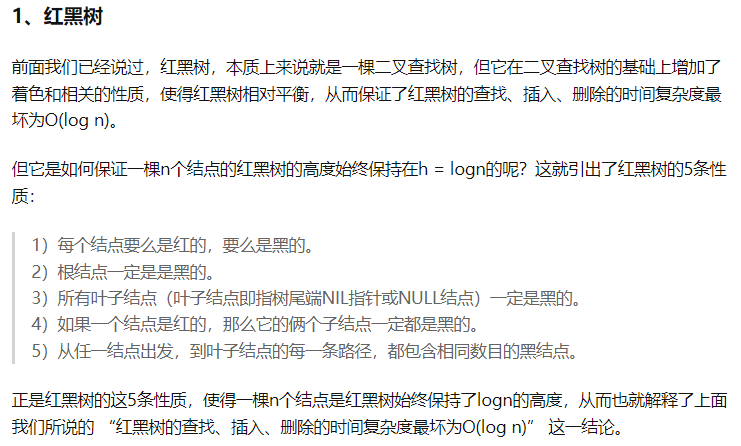 1、红黑树
前面我们已经说过，红黑树，本质上来说就是一棵二叉查找树，但它在二叉查找树的基础上增加了
着色和相关的性质，使得红黑树相对平衡，从而保证了红黑树的查找、插入、删除的时间复杂度最
坏为O(log n)。
但它是如何保证一棵n个结点的红黑树的高度始终保持在h = logn的呢？这就引出了红黑树的5条性
质：
1）每个结点要么是红的，要么是黑的。
2）根结点一定是是黑的。
3）所有叶子结点（叶子结点即指树尾端NIL指针或NULL结点）一定是黑的。
4）如果一个结点是红的，那么它的俩个子结点一定都是黑的。
5）从任一结点出发，到叶子结点的每一条路径，都包含相同数目的黑结点。
正是红黑树的这5条性质，使得一棵n个结点是红黑树始终保持了logn的高度，从而也就解释了上面
我们所说的 “红黑树的查找、插入、删除的时间复杂度最坏为O(log n)” 这一结论。